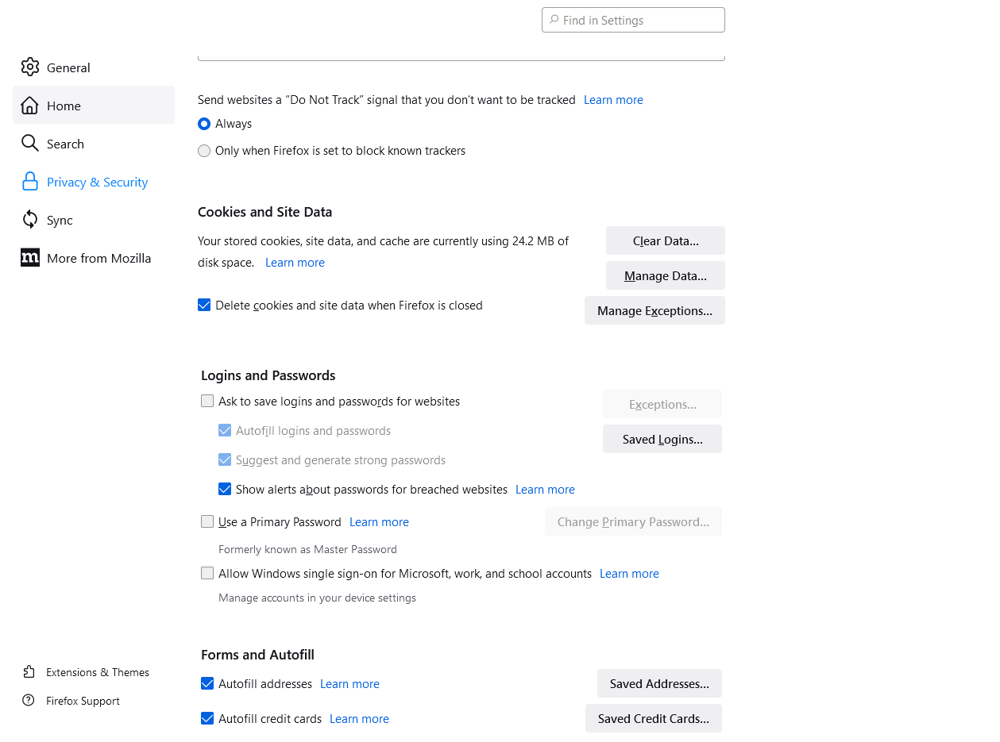 Find in Settings
General
Home
Search
Privacy & Security
Sync
m More from Mozilla
Extensions & Themes
Firefox Support
Send websites a “Do Not Track” signal that you don’t want to be tracked Learn more
Always
Only when Firefox is set to block known trackers
Cookies and Site Data
Your stored cookies, site data, and cache are currently using 24.2 MB of
disk space. Learn more
Clear Data...
Manage Data...
Delete cookies and site data when Firefox is closed
Manage Exceptions...
Logins and Passwords
Ask to save logins and passwords for websites
Exceptions...
Autofill logins and passwords
Saved Logins...
Suggest and generate strong passwords
Show alerts about passwords for breached websites Learn more
Use a Primary Password Learn more
Change Primary Password...
Formerly known as Master Password
Allow Windows single sign-on for Microsoft, work, and school accounts Learn more
Manage accounts in your device settings
Forms and Autofill
Autofill addresses Learn more
Saved Addresses...
Autofill credit cards Learn more
Saved Credit Cards...